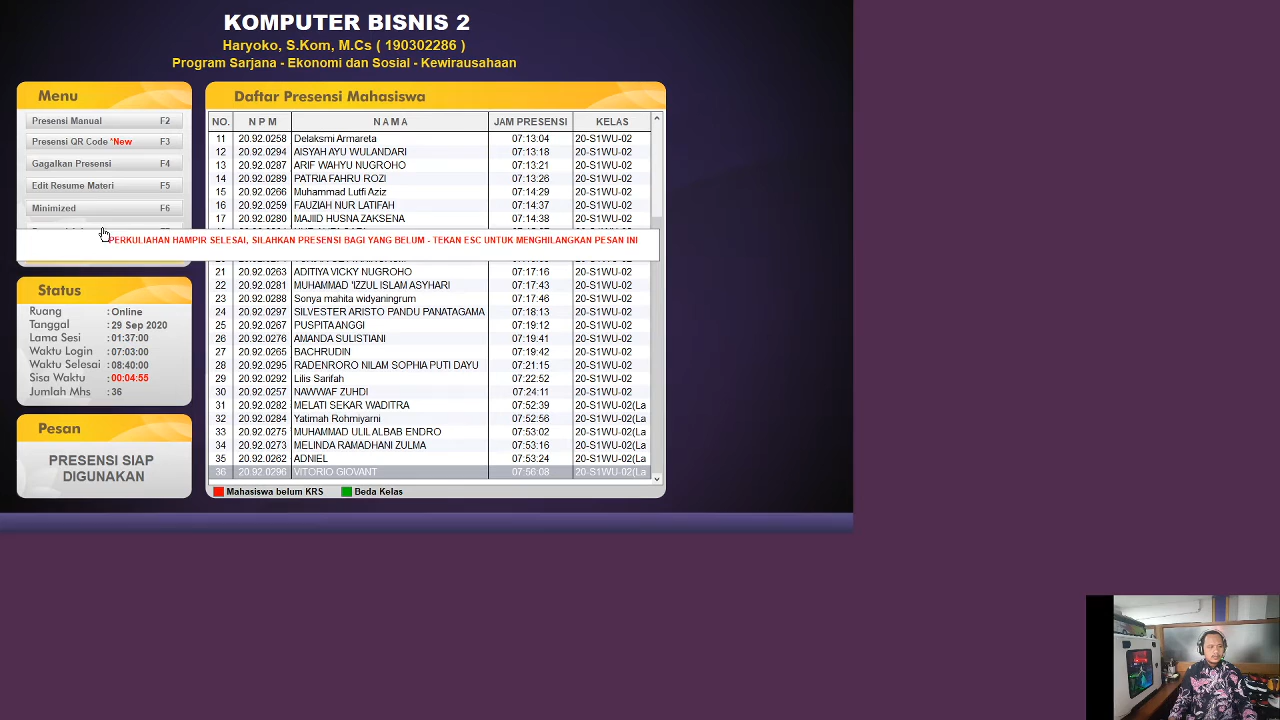 KOMPUTER BISNIS 2
Haryoko, S.Kom, M.Cs ( 190302286 )
Program Sarjana - Ekonomi dan Sosial - Kewirausahaan
Menu
Presensi Manual F2
Presensi QR Code *New F3
Gagalkan Presensi F4
Edit Resume Materi F5
Minimized F6
Daftar Presensi Mahasiswa
NO. N P M N A M A JAM PRESENSI KELAS
11 20.92.0258 Delaksmi Armareta 07:13:04 20-S1WU-02
12 20.92.0294 AISYAH AYU WULANDARI 07:13:18 20-S1WU-02
13 20.92.0287 ARIF WAHYU NUGROHO 07:13:21 20-S1WU-02
14 20.92.0289 PATRIA FAHRU ROZI 07:13:26 20-S1WU-02
15 20.92.0266 Muhammad Lutfi Aziz 07:14:29 20-S1WU-02
16 20.92.0259 FAUZIAH NUR LATIFAH 07:14:37 20-S1WU-02
17 20.92.0280 MAJIID HUSNA ZAKSENA 07:14:38 20-S1WU-02
PERKULIAHAN HAMPIR SELESAI, SILAHKAN PRESENSI BAGI YANG BELUM - TEKAN ESC UNTUK MENGHILANGKAN PESAN INI
21 20.92.0263 ADITIYA VICKY NUGROHO 07:17:16 20-S1WU-02
22 20.92.0281 MUHAMMAD 'IZZUL ISLAM ASYHARI 07:17:43 20-S1WU-02
23 20.92.0288 Sonya mahita widyaningrum 07:17:46 20-S1WU-02
24 20.92.0297 SILVESTER ARISTO PANDU PANATAGAMA 07:18:13 20-S1WU-02
25 20.92.0267 PUSPITA ANGGI 07:19:12 20-S1WU-02
26 20.92.0276 AMANDA SULISTIANI 07:19:41 20-S1WU-02
27 20.92.0265 BACHRUDIN 07:19:42 20-S1WU-02
28 20.92.0295 RADENRORO NILAM SOPHIA PUTI DAYU 07:21:15 20-S1WU-02
29 20.92.0292 Lilis Sarifah 07:22:52 20-S1WU-02
30 20.92.0257 NAWWAF ZUHDI 07:24:11 20-S1WU-02
31 20.92.0282 MELATI SEKAR WADITRA 07:52:39 20-S1WU-02(La
32 20.92.0284 Yatimah Rohmiyarni 07:52:56 20-S1WU-02(La
33 20.92.0275 MUHAMMAD ULIL ALBAB ENDRO 07:53:02 20-S1WU-02(La
34 20.92.0273 MELINDA RAMADHANI ZULMA 07:53:16 20-S1WU-02(La
35 20.92.0262 ADNIEL 07:53:24 20-S1WU-02(La
36 20.92.0296 VITORIO GIOVANT 07:56:08 20-S1WU-02(La
Mahasiswa belum KRS Beda Kelas
Status
Ruang : Online
Tanggal : 29 Sep 2020
Lama Sesi : 01:37:00
Waktu Login : 07:03:00
Waktu Selesai : 08:40:00
Sisa Waktu : 00:04:55
Jumlah Mhs : 36
Pesan
PRESENSI SIAP
DIGUNAKAN